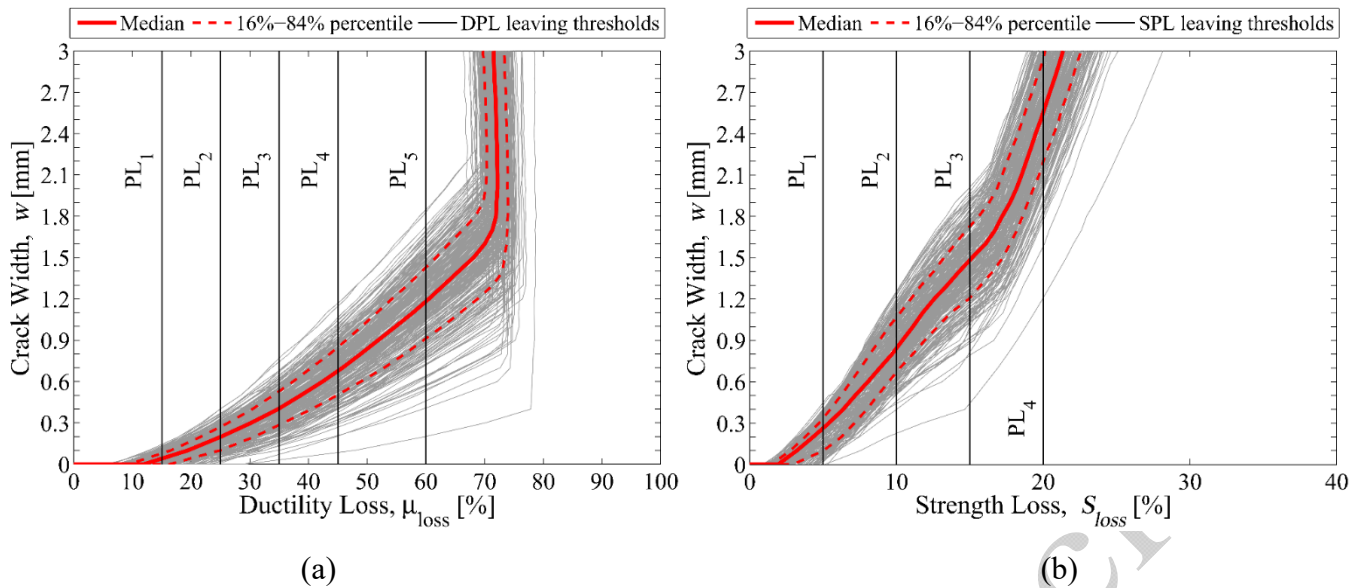 Median 16%−84% percentile DPL leaving thresholds
3
2.7
2.4
2.1
1.8
1.5
1.2
0.9
0.6
0.3
0
Crack Width, w [mm]
PL1
PL2
PL3
PL4
PL5
0 10 20 30 40 50 60 70 80 90 100
Ductility Loss, μloss [%]
(a)
Median 16%−84% percentile SPL leaving thresholds
3
2.7
2.4
2.1
1.8
1.5
1.2
0.9
0.6
0.3
0
Crack Width, w [mm]
PL1
PL2
PL3
PL4
0 10 20 30 40
Strength Loss, Sloss [%]
(b)